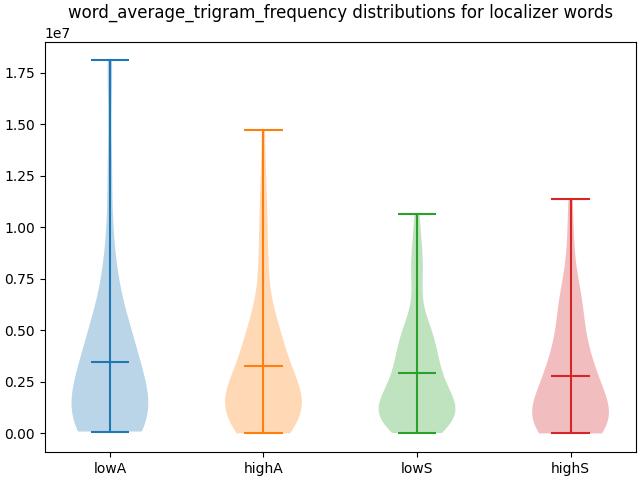 word_average_trigram_frequency distributions for localizer words
1e7
1.75
1.50
1.25
1.00
0.75
0.50
0.25
0.00
lowA highA lowS highS